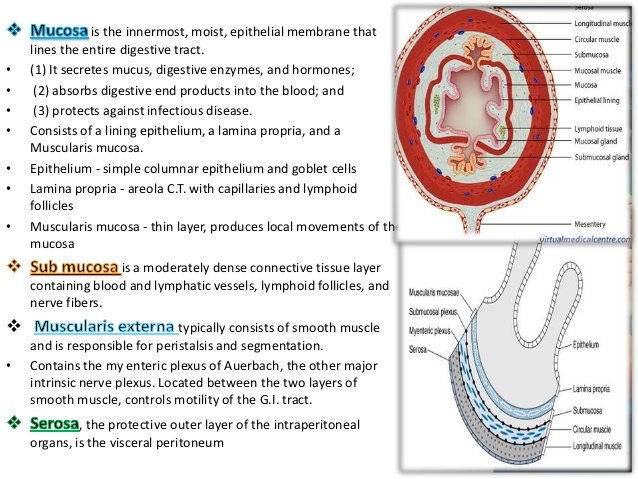 ❖ Mucosa is the innermost, moist, epithelial membrane that
lines the entire digestive tract.
• (1) It secretes mucus, digestive enzymes, and hormones;
• (2) absorbs digestive end products into the blood; and
• (3) protects against infectious disease.
• Consists of a lining epithelium, a lamina propria, and a
Muscularis mucosa.
• Epithelium - simple columnar epithelium and goblet cells
• Lamina propria - areola C.T. with capillaries and lymphoid
follicles
• Muscularis mucosa - thin layer, produces local movements of the
mucosa
❖ Sub mucosa is a moderately dense connective tissue layer
containing blood and lymphatic vessels, lymphoid follicles, and
nerve fibers.
❖ Muscularis externa typically consists of smooth muscle
and is responsible for peristalsis and segmentation.
• Contains the my enteric plexus of Auerbach, the other major
intrinsic nerve plexus. Located between the two layers of
smooth muscle, controls motility of the G.I. tract.
❖ Serosa, the protective outer layer of the intraperitoneal
organs, is the visceral peritoneum
Serosa
Longitudinal muscle
Circular muscle
Submucosa
Mucosal muscle
Mucosa
Epithelial lining
Lymphoid tissue
Mucosal gland
Submucosal gland
Mesentery
virtualmedicalcentre.com
Muscularis mucosae
Submucosal plexus
Myenteric plexus
Serosa
Epithelium
Lamina propria
Submucosa
Circular muscle
Longitudinal muscle